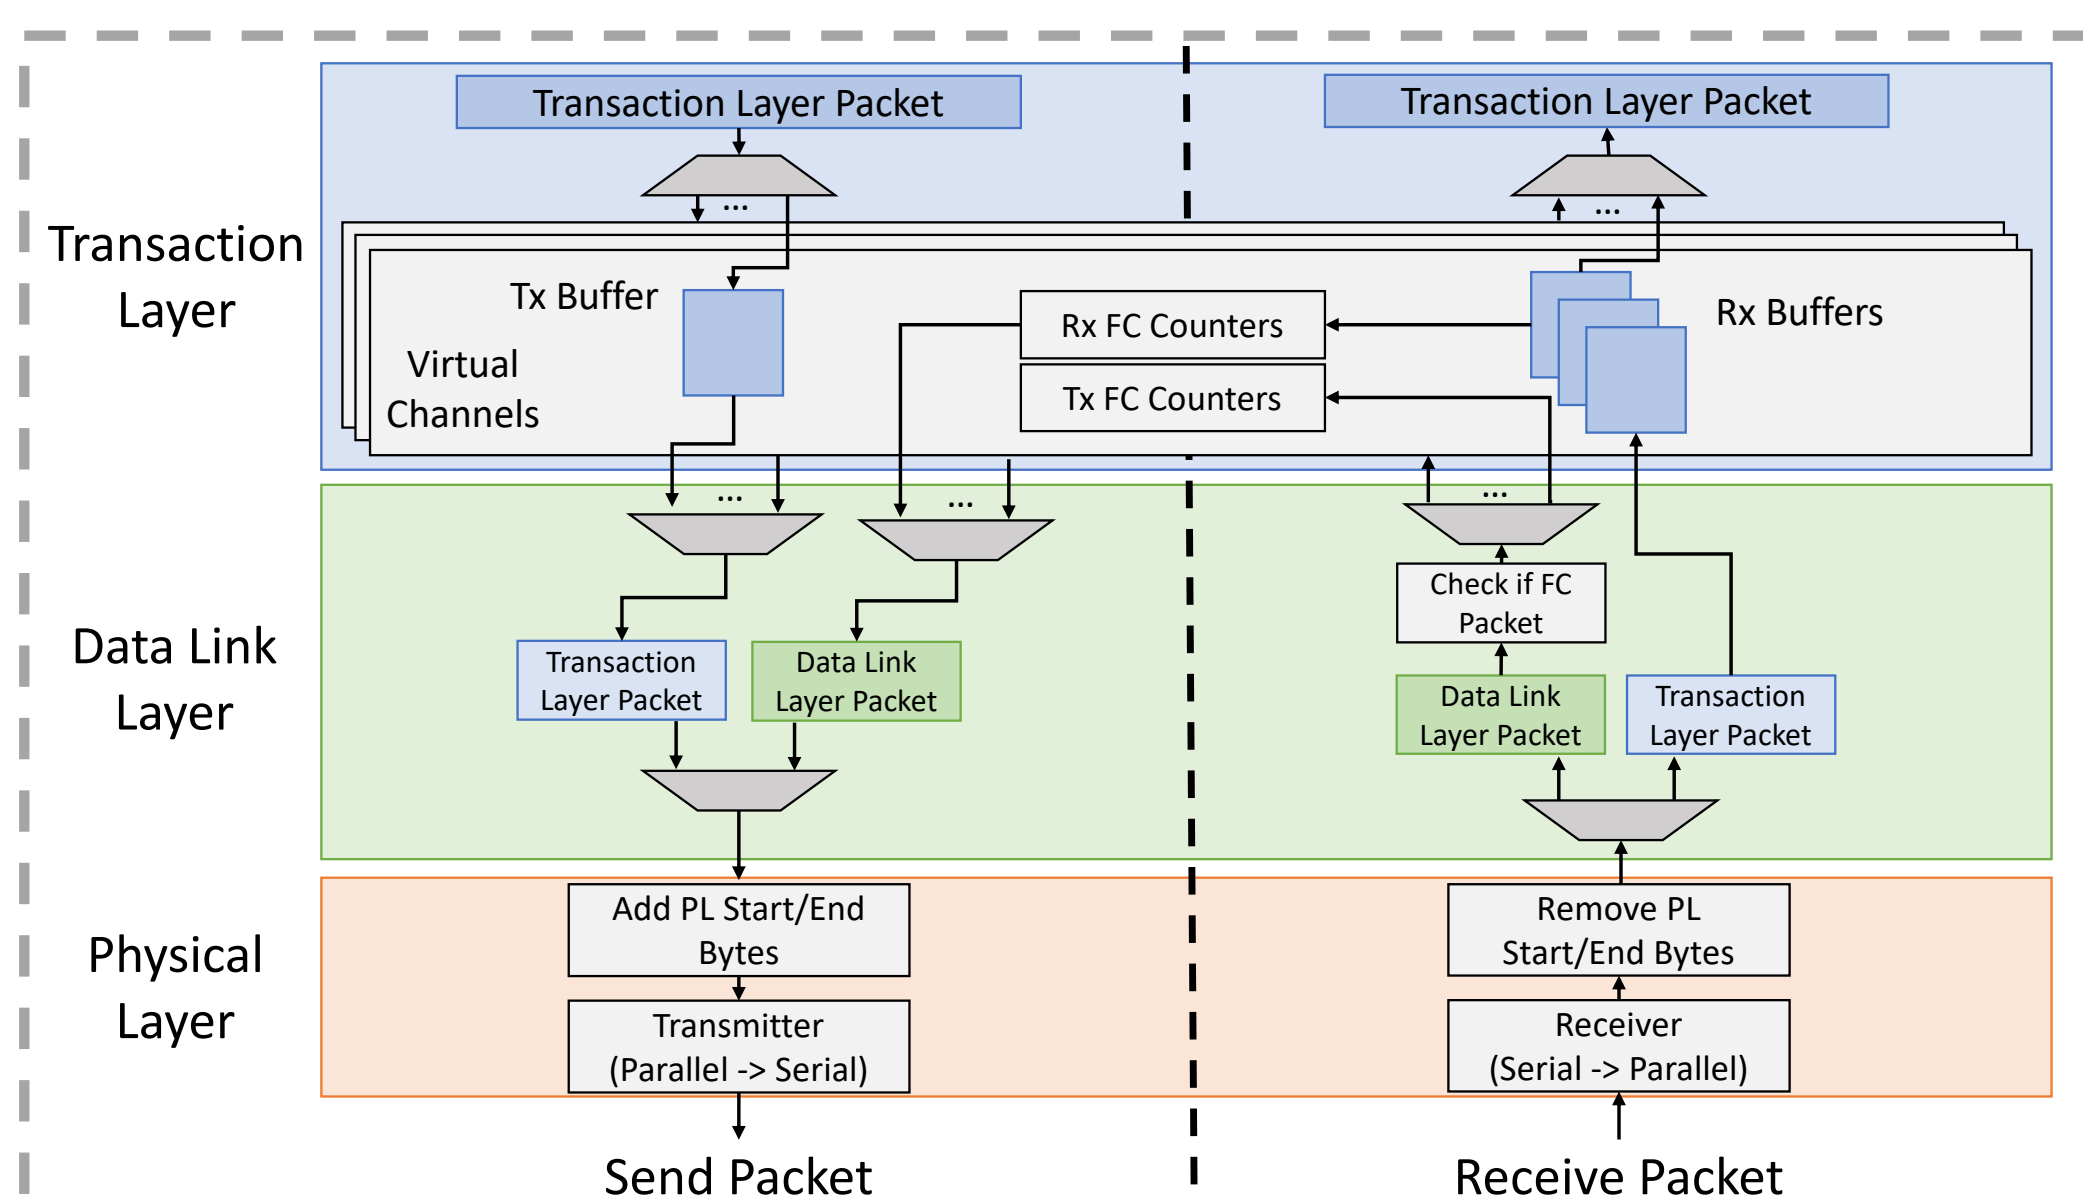 Transaction Layer Packet
Transaction Layer Packet
...
...
Transaction
Layer
Tx Buffer
Virtual
Channels
Rx FC Counters
Tx FC Counters
Rx Buffers
...
...
...
Data Link
Layer
Transaction
Layer Packet
Data Link
Layer Packet
Check if FC
Packet
Data Link
Layer Packet
Transaction
Layer Packet
Physical
Layer
Add PL Start/End
Bytes
Transmitter
(Parallel -> Serial)
Remove PL
Start/End Bytes
Receiver
(Serial -> Parallel)
Send Packet
Receive Packet